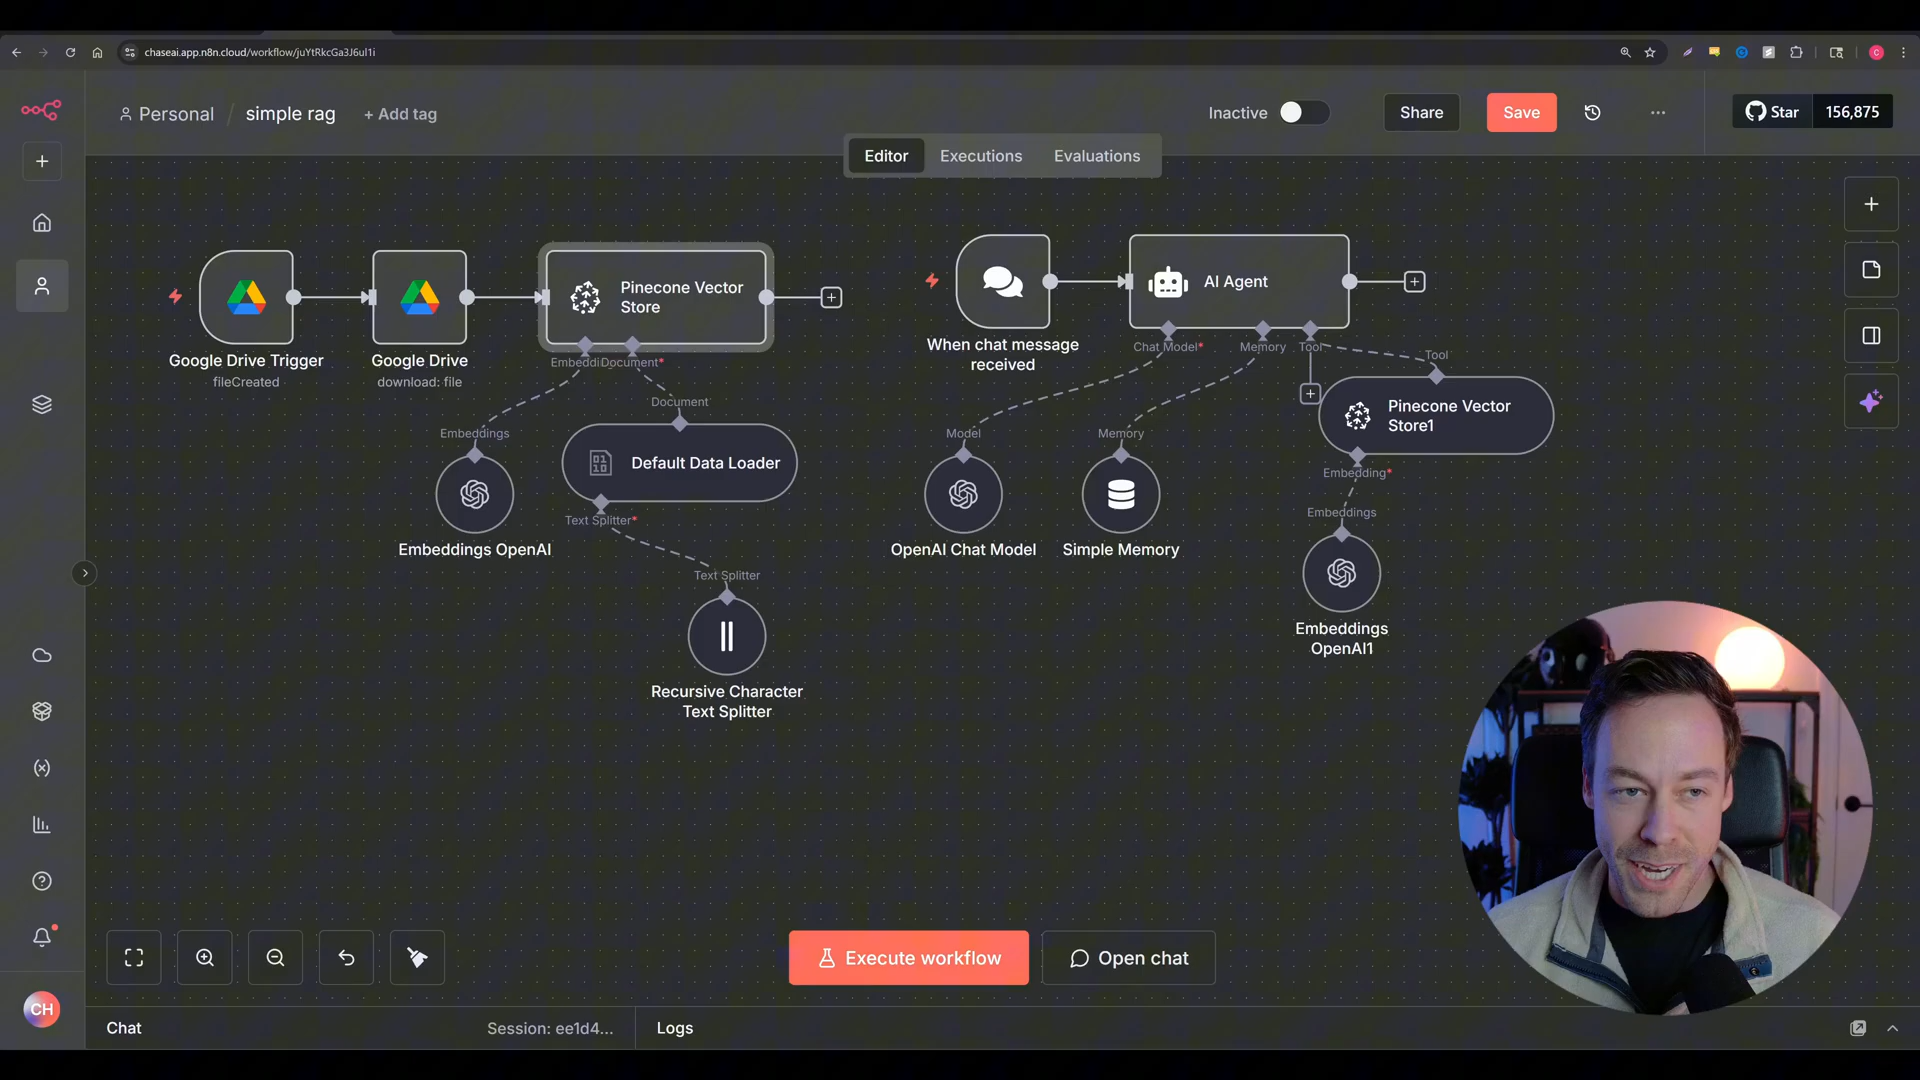 chaseai.app.n8n.cloud/workflow/juYtRkcGa3J6ul1i
Personal / simple rag + Add tag
Inactive
Share
Save
Star 156,875
Editor Executions Evaluations
Google Drive Trigger
fileCreated
Google Drive
download: file
Pinecone Vector
Store
Embeddi
Document*
Embeddings
Embeddings OpenAI
Document
Default Data Loader
Text Splitter*
Text Splitter
Recursive Character
Text Splitter
When chat message
received
AI Agent
Chat Model*
Memory
Tool
Model
OpenAI Chat Model
Memory
Simple Memory
Tool
Pinecone Vector
Store1
Embedding*
Embeddings
Embeddings
OpenAI1
Execute workflow
Open chat
CH
Chat
Session: ee1d4...
Logs